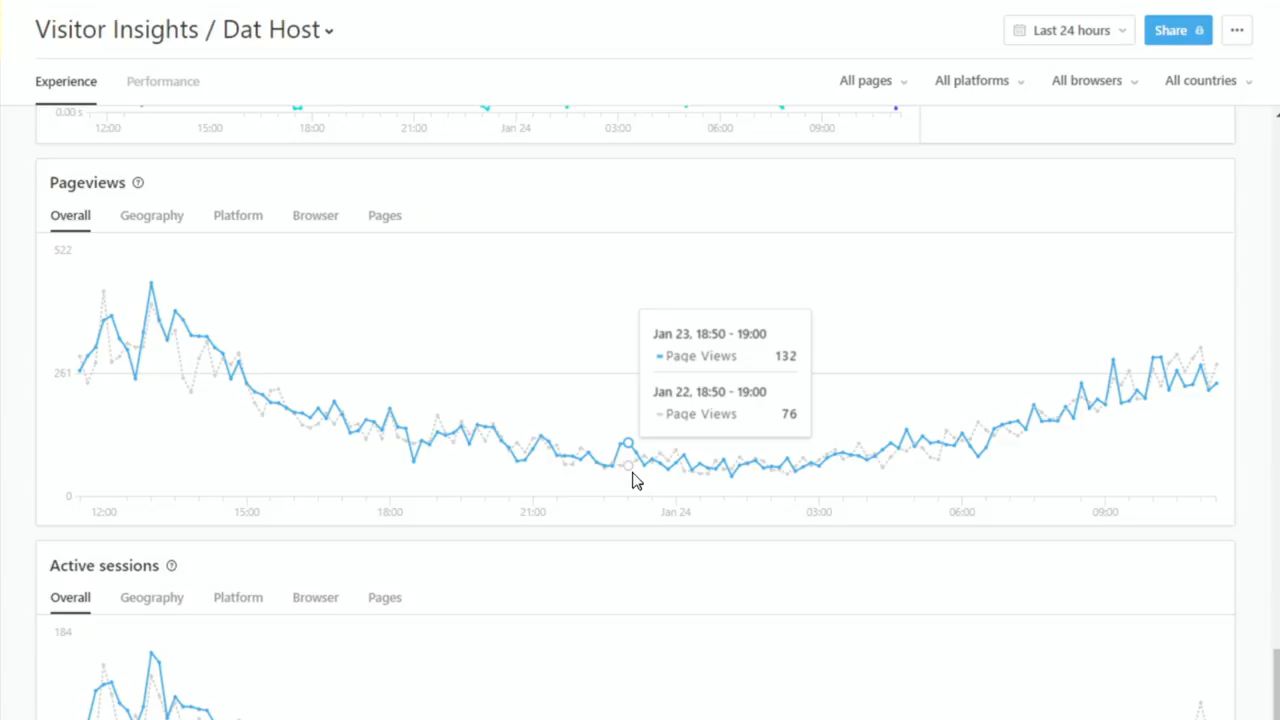 Visitor Insights / Dat Host
Last 24 hours
Share
Experience
Performance
All pages
All platforms
All browsers
All countries
0.00 s
12:00 15:00 18:00 21:00 Jan 24 03:00 06:00 09:00
Pageviews
Overall Geography Platform Browser Pages
522
Jan 23, 18:50 - 19:00
Page Views 132
261
Jan 22, 18:50 - 19:00
Page Views 76
0
12:00 15:00 18:00 21:00 Jan 24 03:00 06:00 09:00
Active sessions
Overall Geography Platform Browser Pages
184